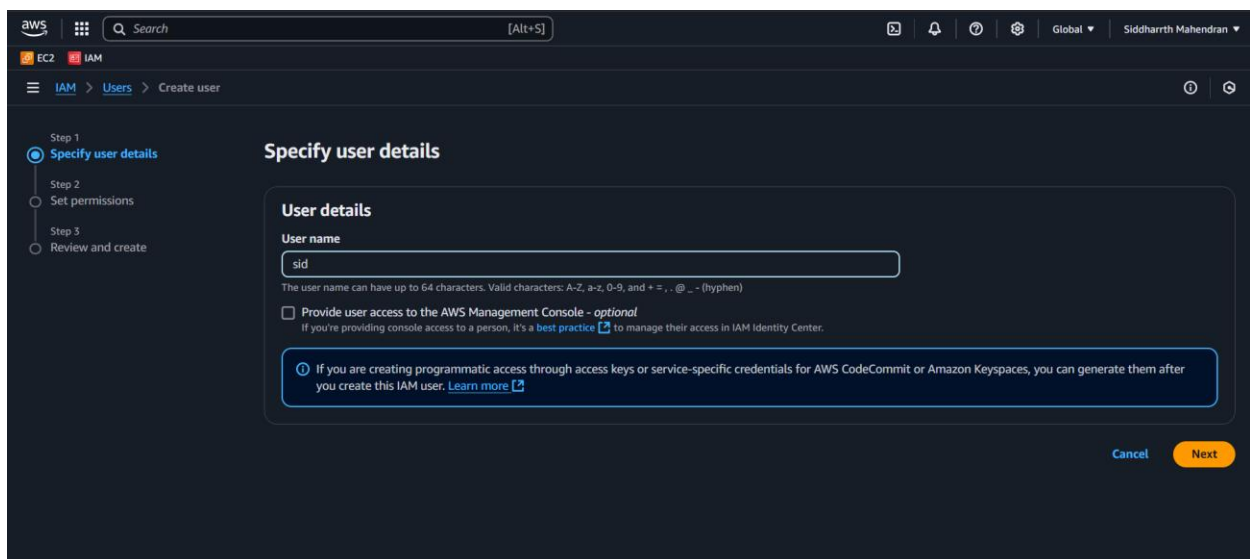 aws
Search [Alt+S] Global Siddharrth Mahendran
EC2 IAM
IAM > Users > Create user
Step 1
Specify user details
Step 2
Set permissions
Step 3
Review and create
Specify user details
User details
User name
sid
The user name can have up to 64 characters. Valid characters: A-Z, a-z, 0-9, and + = , . @ _ - (hyphen)
Provide user access to the AWS Management Console - optional
If you're providing console access to a person, it's a best practice to manage their access in IAM Identity Center.
If you are creating programmatic access through access keys or service-specific credentials for AWS CodeCommit or Amazon Keyspaces, you can generate them after
you create this IAM user. Learn more
Cancel Next